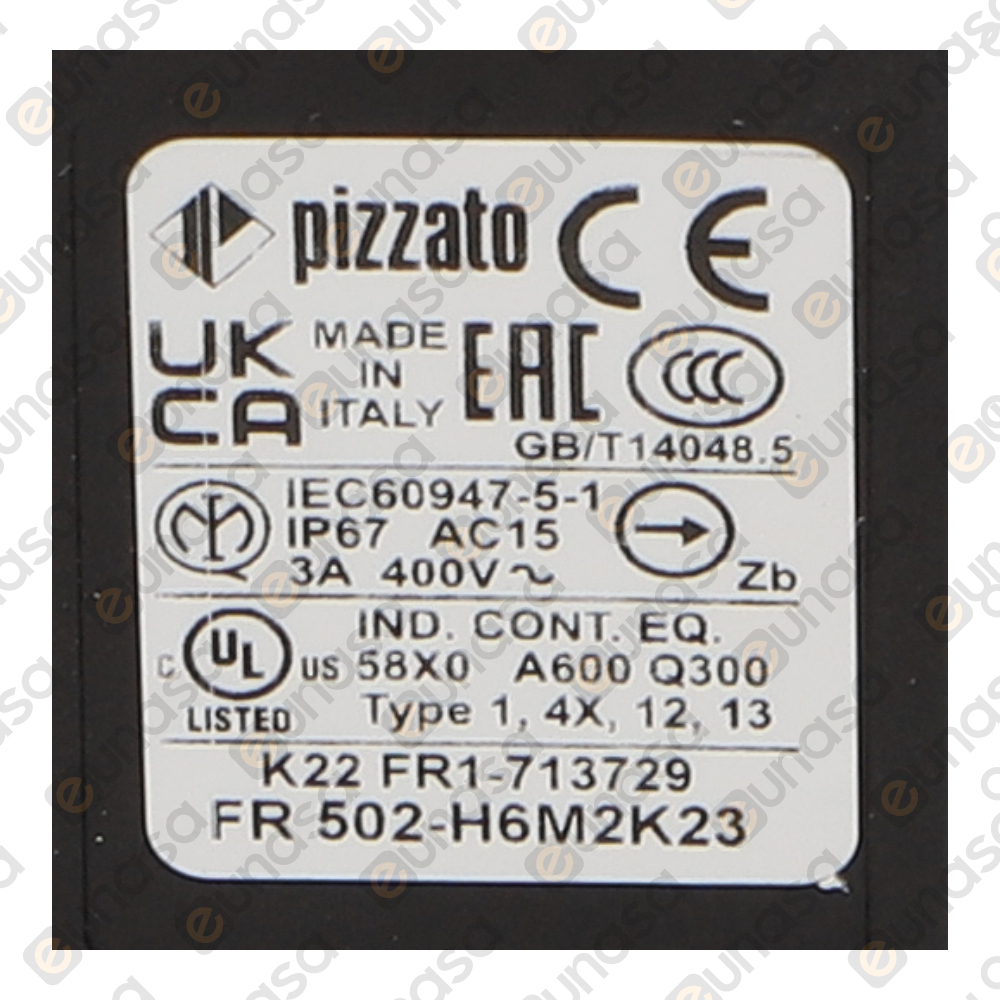 pizzato CE
UK
CA
MADE
IN
ITALY
EAC
CCC
GB/T14048.5
IEC60947-5-1
IP67 AC15
3A 400V~
Zb
C UL US
LISTED
IND. CONT. EQ.
58X0 A600 Q300
Type 1, 4X, 12, 13
K22 FR1-713729
FR 502-H6M2K23
eunasa